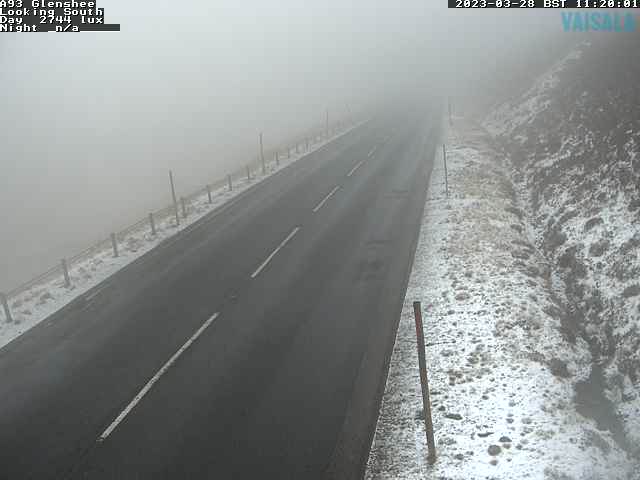 A93 Glenshee
Looking South
Day 2744 lux
Night n/a
2023-03-28 BST 11:20:01
VAISALA